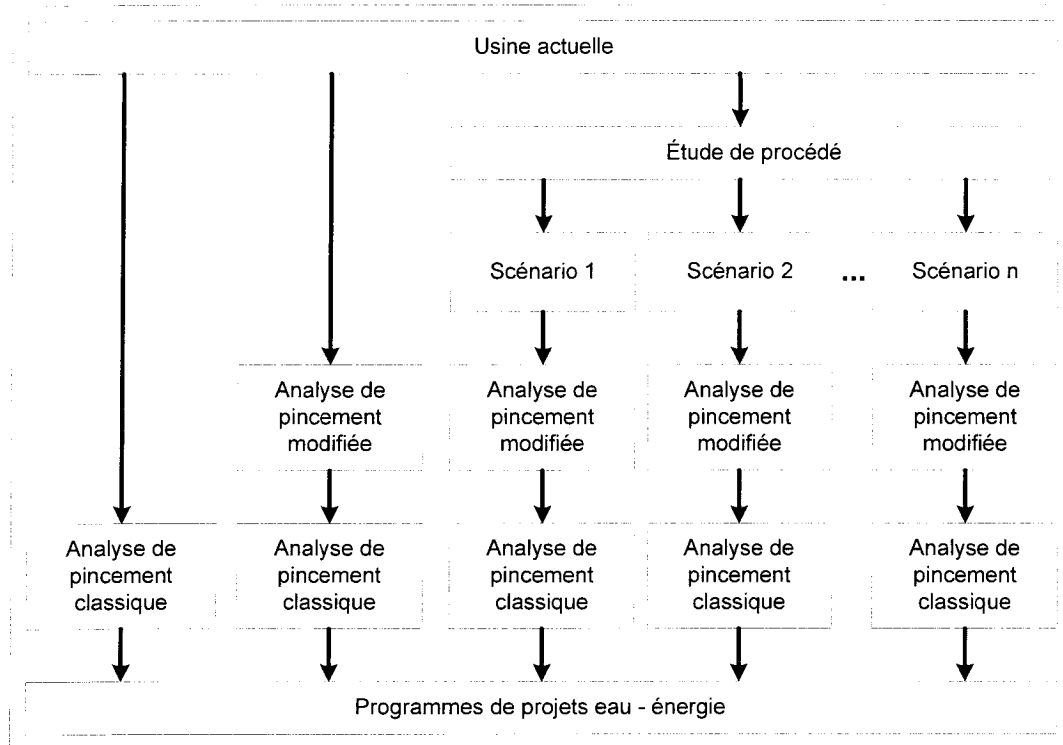 Usine actuelle
Étude de procédé
Scénario 1
Scénario 2
...
Scénario n
Analyse de
pincement
modifiée
Analyse de
pincement
modifiée
Analyse de
pincement
modifiée
Analyse de
pincement
modifiée
Analyse de
pincement
classique
Analyse de
pincement
classique
Analyse de
pincement
classique
Analyse de
pincement
classique
Analyse de
pincement
classique
Programmes de projets eau - énergie